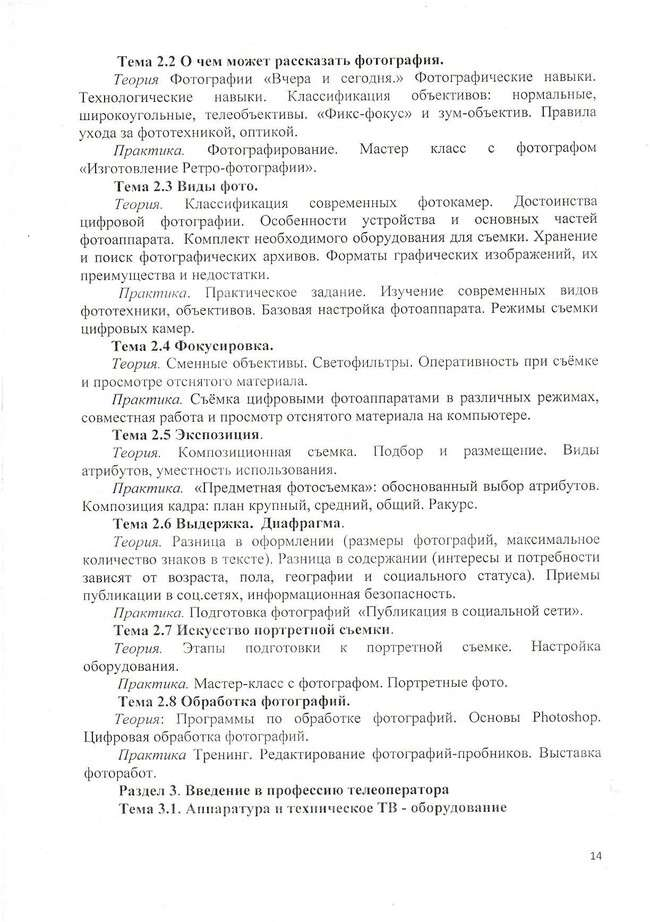 Тема 2.2 О чем может рассказать фотография.
Теория Фотографии «Вчера и сегодня.» Фотографические навыки.
Технологические навыки. Классификация объективов: нормальные,
широкоугольные, телеобъективы. «Фикс-фокус» и зум-объектив. Правила
ухода за фототехникой, оптикой.
Практика. Фотографирование. Мастер класс с фотографом
«Изготовление Ретро-фотографии».
Тема 2.3 Виды фото.
Теория. Классификация современных фотокамер. Достоинства
цифровой фотографии. Особенности устройства и основных частей
фотоаппарата. Комплект необходимого оборудования для съемки. Хранение
и поиск фотографических архивов. Форматы графических изображений, их
преимущества и недостатки.
Практика. Практическое задание. Изучение современных видов
фототехники, объективов. Базовая настройка фотоаппарата. Режимы съемки
цифровых камер.
Тема 2.4 Фокусировка.
Теория. Сменные объективы. Светофильтры. Оперативность при съёмке
и просмотре отснятого материала.
Практика. Съёмка цифровыми фотоаппаратами в различных режимах,
совместная работа и просмотр отснятого материала на компьютере.
Тема 2.5 Экспозиция.
Теория. Композиционная съемка. Подбор и размещение. Виды
атрибутов, уместность использования.
Практика. «Предметная фотосъемка»: обоснованный выбор атрибутов.
Композиция кадра: план крупный, средний, общий. Ракурс.
Тема 2.6 Выдержка. Диафрагма.
Теория. Разница в оформлении (размеры фотографий, максимальное
количество знаков в тексте). Разница в содержании (интересы и потребности
зависят от возраста, пола, географии и социального статуса). Приемы
публикации в соц.сетях, информационная безопасность.
Практика. Подготовка фотографий «Публикация в социальной сети».
Тема 2.7 Искусство портретной съемки.
Теория. Этапы подготовки к портретной съемке. Настройка
оборудования.
Практика. Мастер-класс с фотографом. Портретные фото.
Тема 2.8 Обработка фотографий.
Теория: Программы по обработке фотографий. Основы Photoshop.
Цифровая обработка фотографий.
Практика Тренинг. Редактирование фотографий-пробников. Выставка
фоторабот.
Раздел 3. Введение в профессию телеоператора
Тема 3.1. Аппаратура и техническое ТВ - оборудование
14